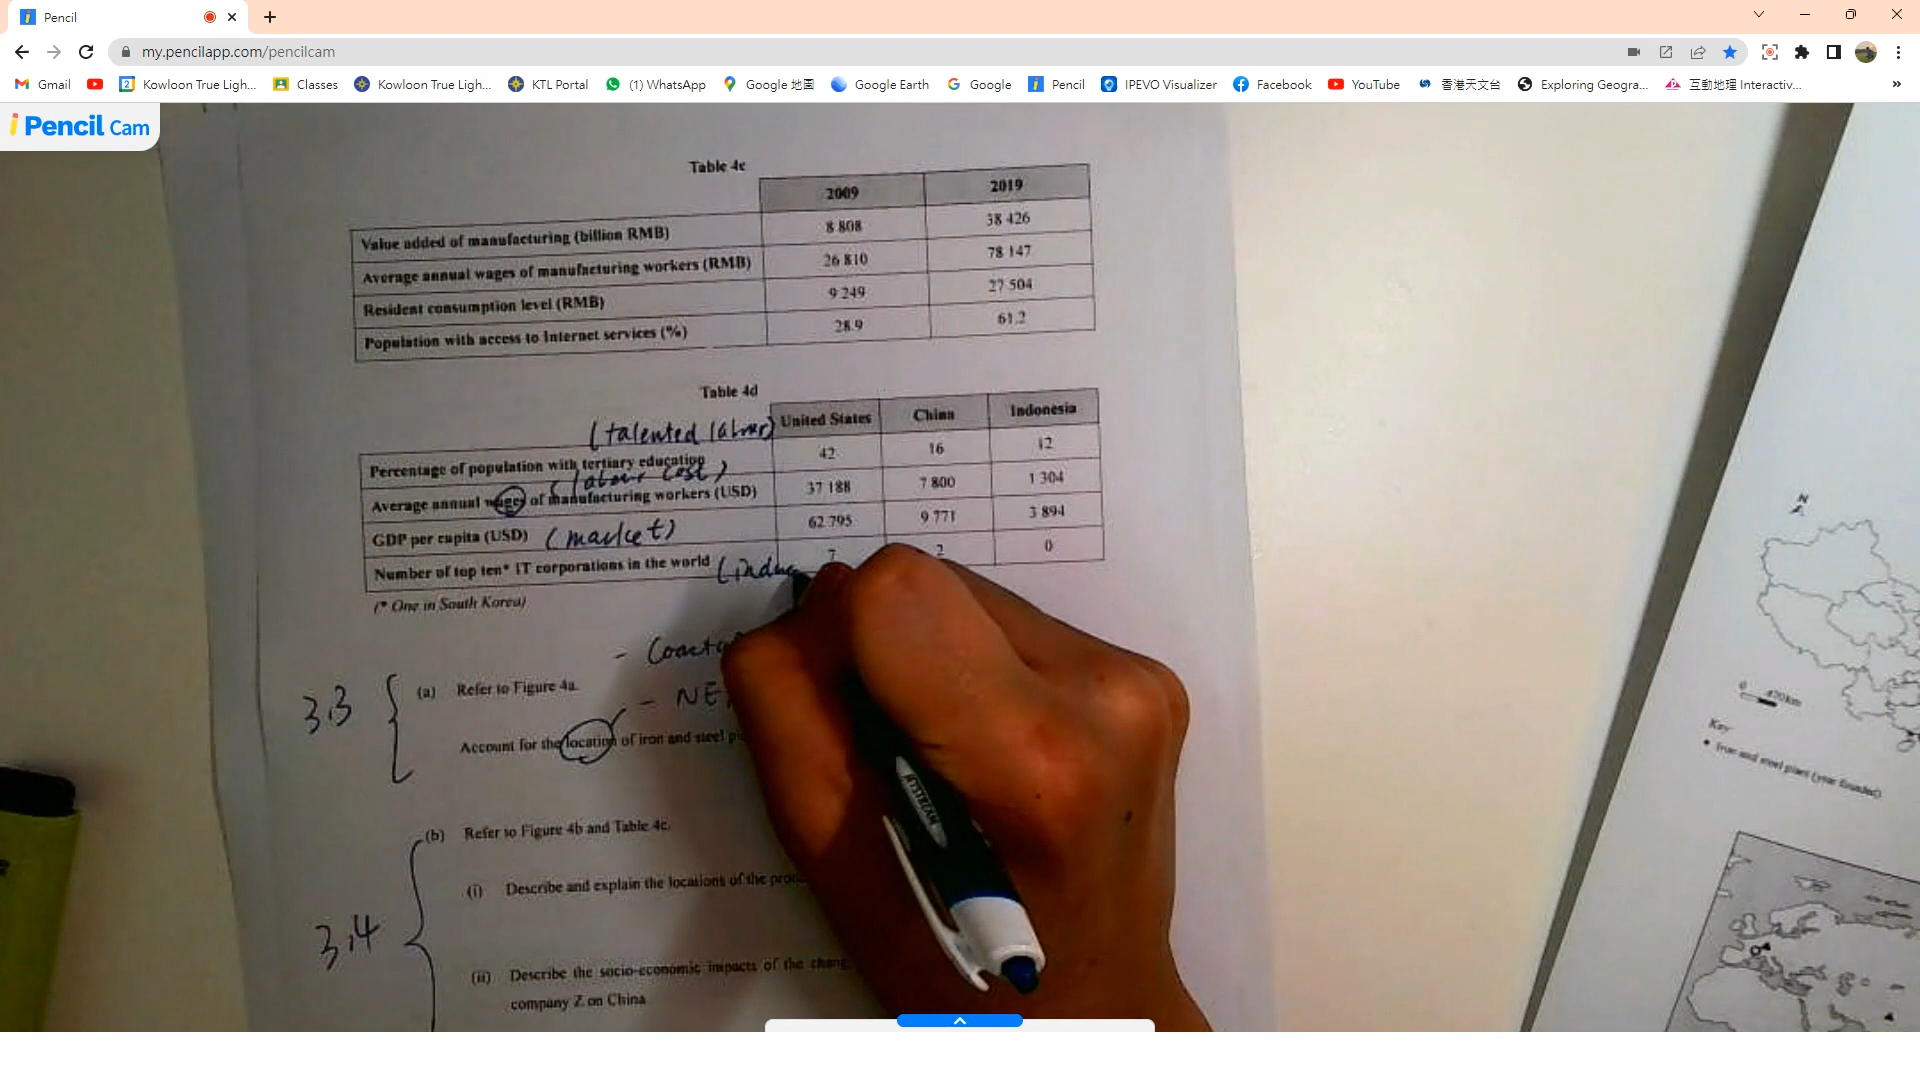 Pencil
my.pencilapp.com/pencilcam
Gmail
Kowloon True Ligh...
Classes
Kowloon True Ligh...
KTL Portal
(1) WhatsApp
Google 地圖
Google Earth
Google
Pencil
IPEVO Visualizer
Facebook
YouTube
香港天文台
Exploring Geogra...
互動地理 Interactiv...
»
Pencil Cam
Table 4c
2009 2019
Value added of manufacturing (billion RMB) 8 808 38 426
Average annual wages of manufacturing workers (RMB) 26 810 78 147
Resident consumption level (RMB) 9 249 27 504
Population with access to Internet services (%) 28.9 61.2
Table 4d
United States China Indonesia
(talented labour)
Percentage of population with tertiary education 42 16 12
(labour cost)
Average annual wages of manufacturing workers (USD) 37 188 7 800 1 304
GDP per capita (USD) (market) 62 795 9 771 3 894
Number of top ten* IT corporations in the world 7 2 0
(* One in South Korea)
3.3
(a) Refer to Figure 4a.
- NE
Account for the location of iron and steel
(b) Refer to Figure 4b and Table 4c.
(i) Describe and explain the locations of the
3.4
(ii) Describe the socio-economic impacts of the
company Z on China
N
0 420km
Key:
• Iron and steel plant (year founded)